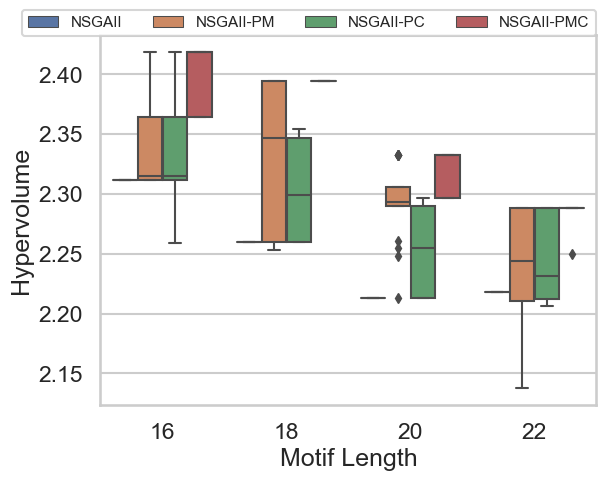 NSGAII NSGAII-PM NSGAII-PC NSGAII-PMC
Hypervolume
2.40
2.35
2.30
2.25
2.20
2.15
16 18 20 22
Motif Length